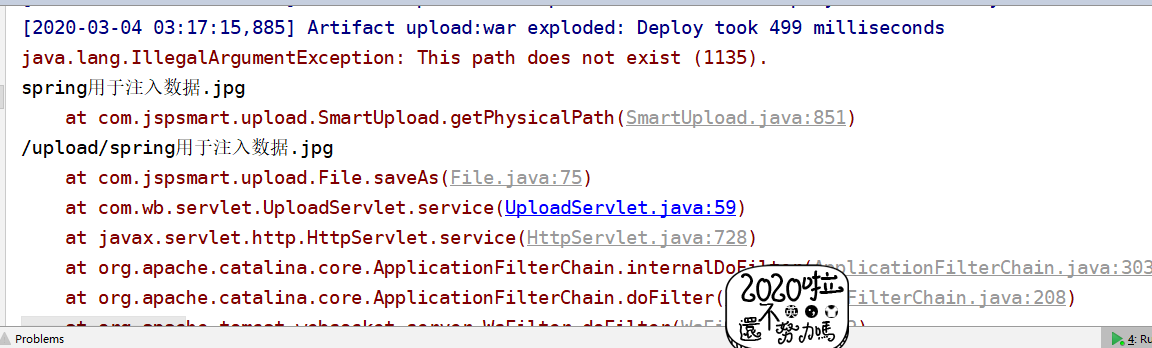 [2020-03-04 03:17:15,885] Artifact upload:war exploded: Deploy took 499 milliseconds
java.lang.IllegalArgumentException: This path does not exist (1135).
spring用于注入数据.jpg
at com.jspsmart.upload.SmartUpload.getPhysicalPath(SmartUpload.java:851)
/upload/spring用于注入数据.jpg
at com.jspsmart.upload.File.saveAs(File.java:75)
at com.wb.servlet.UploadServlet.service(UploadServlet.java:59)
at javax.servlet.http.HttpServlet.service(HttpServlet.java:728)
at org.apache.catalina.core.ApplicationFilterChain.internalDoFilter(ApplicationFilterChain.java:303
at org.apache.catalina.core.ApplicationFilterChain.doFilter( FilterChain.java:208)
2020啦
還不努力嗎
Problems
4: Ru